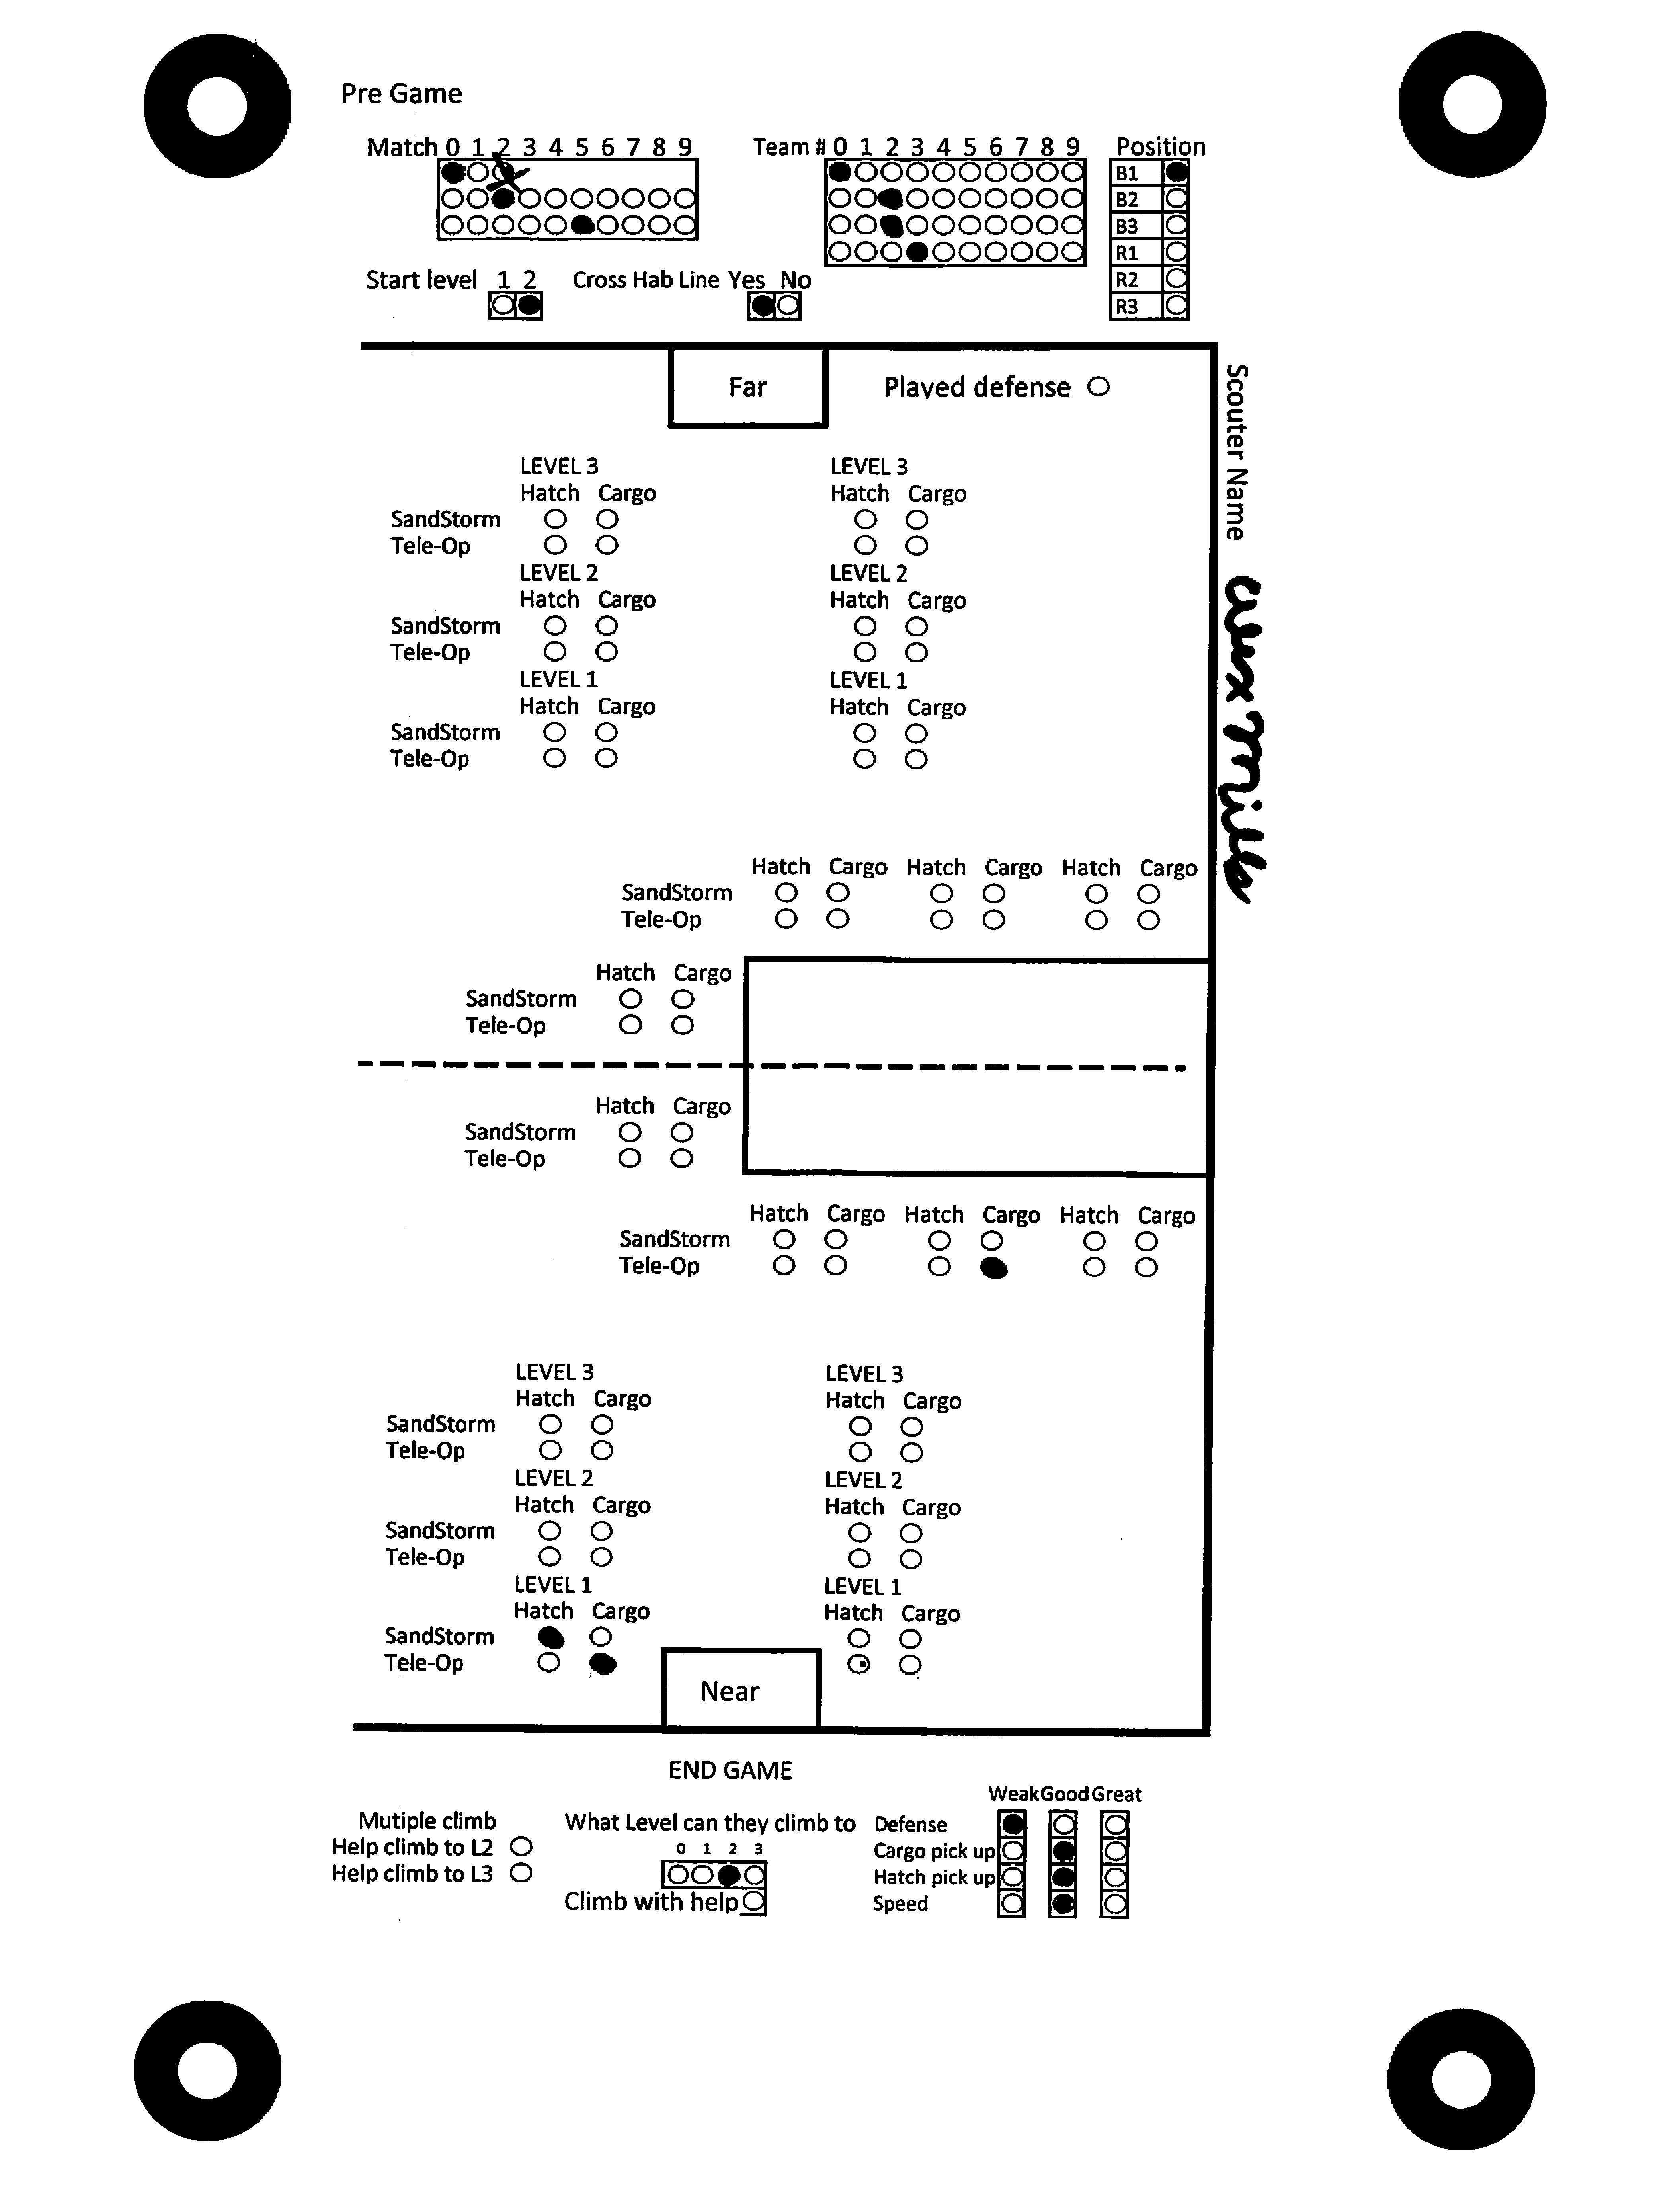 Pre Game
Match 0 1 2 3 4 5 6 7 8 9
Team # 0 1 2 3 4 5 6 7 8 9
Position
B1
B2
B3
R1
R2
R3
Start level 1 2
Cross Hab Line Yes No
Far
Played defense
Scouter Name Alex Mills
LEVEL 3 LEVEL 3
Hatch Cargo Hatch Cargo
SandStorm
Tele-Op
LEVEL 2 LEVEL 2
Hatch Cargo Hatch Cargo
SandStorm
Tele-Op
LEVEL 1 LEVEL 1
Hatch Cargo Hatch Cargo
SandStorm
Tele-Op
Hatch Cargo Hatch Cargo Hatch Cargo
SandStorm
Tele-Op
Hatch Cargo
SandStorm
Tele-Op
Hatch Cargo
SandStorm
Tele-Op
Hatch Cargo Hatch Cargo Hatch Cargo
SandStorm
Tele-Op
LEVEL 3 LEVEL 3
Hatch Cargo Hatch Cargo
SandStorm
Tele-Op
LEVEL 2 LEVEL 2
Hatch Cargo Hatch Cargo
SandStorm
Tele-Op
LEVEL 1 LEVEL 1
Hatch Cargo Hatch Cargo
SandStorm
Tele-Op
Near
END GAME
Mutiple climb
Help climb to L2
Help climb to L3
What Level can they climb to
0 1 2 3
Climb with help
Weak Good Great
Defense
Cargo pick up
Hatch pick up
Speed